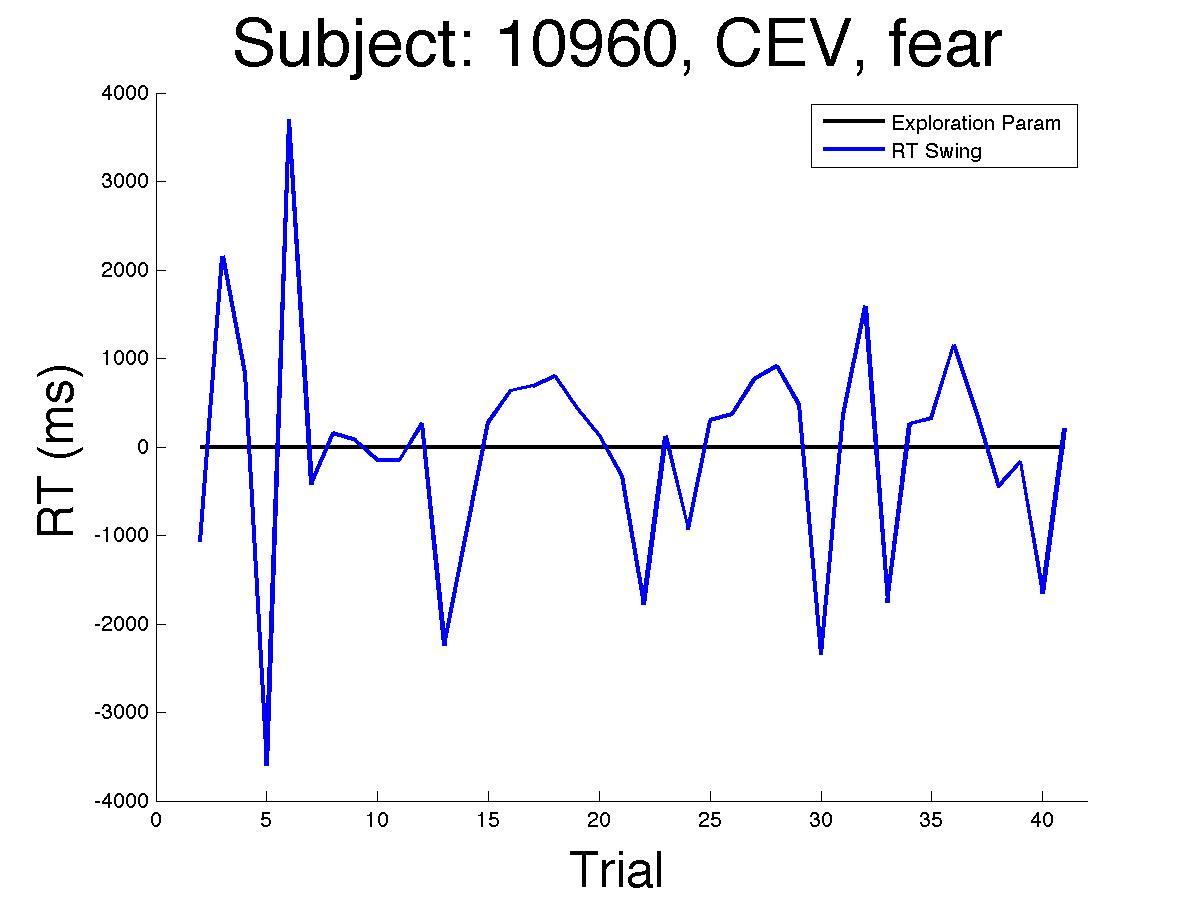 Subject: 10960, CEV, fear
Exploration Param
RT Swing
4000
3000
2000
1000
0
-1000
-2000
-3000
-4000
RT (ms)
0 5 10 15 20 25 30 35 40
Trial